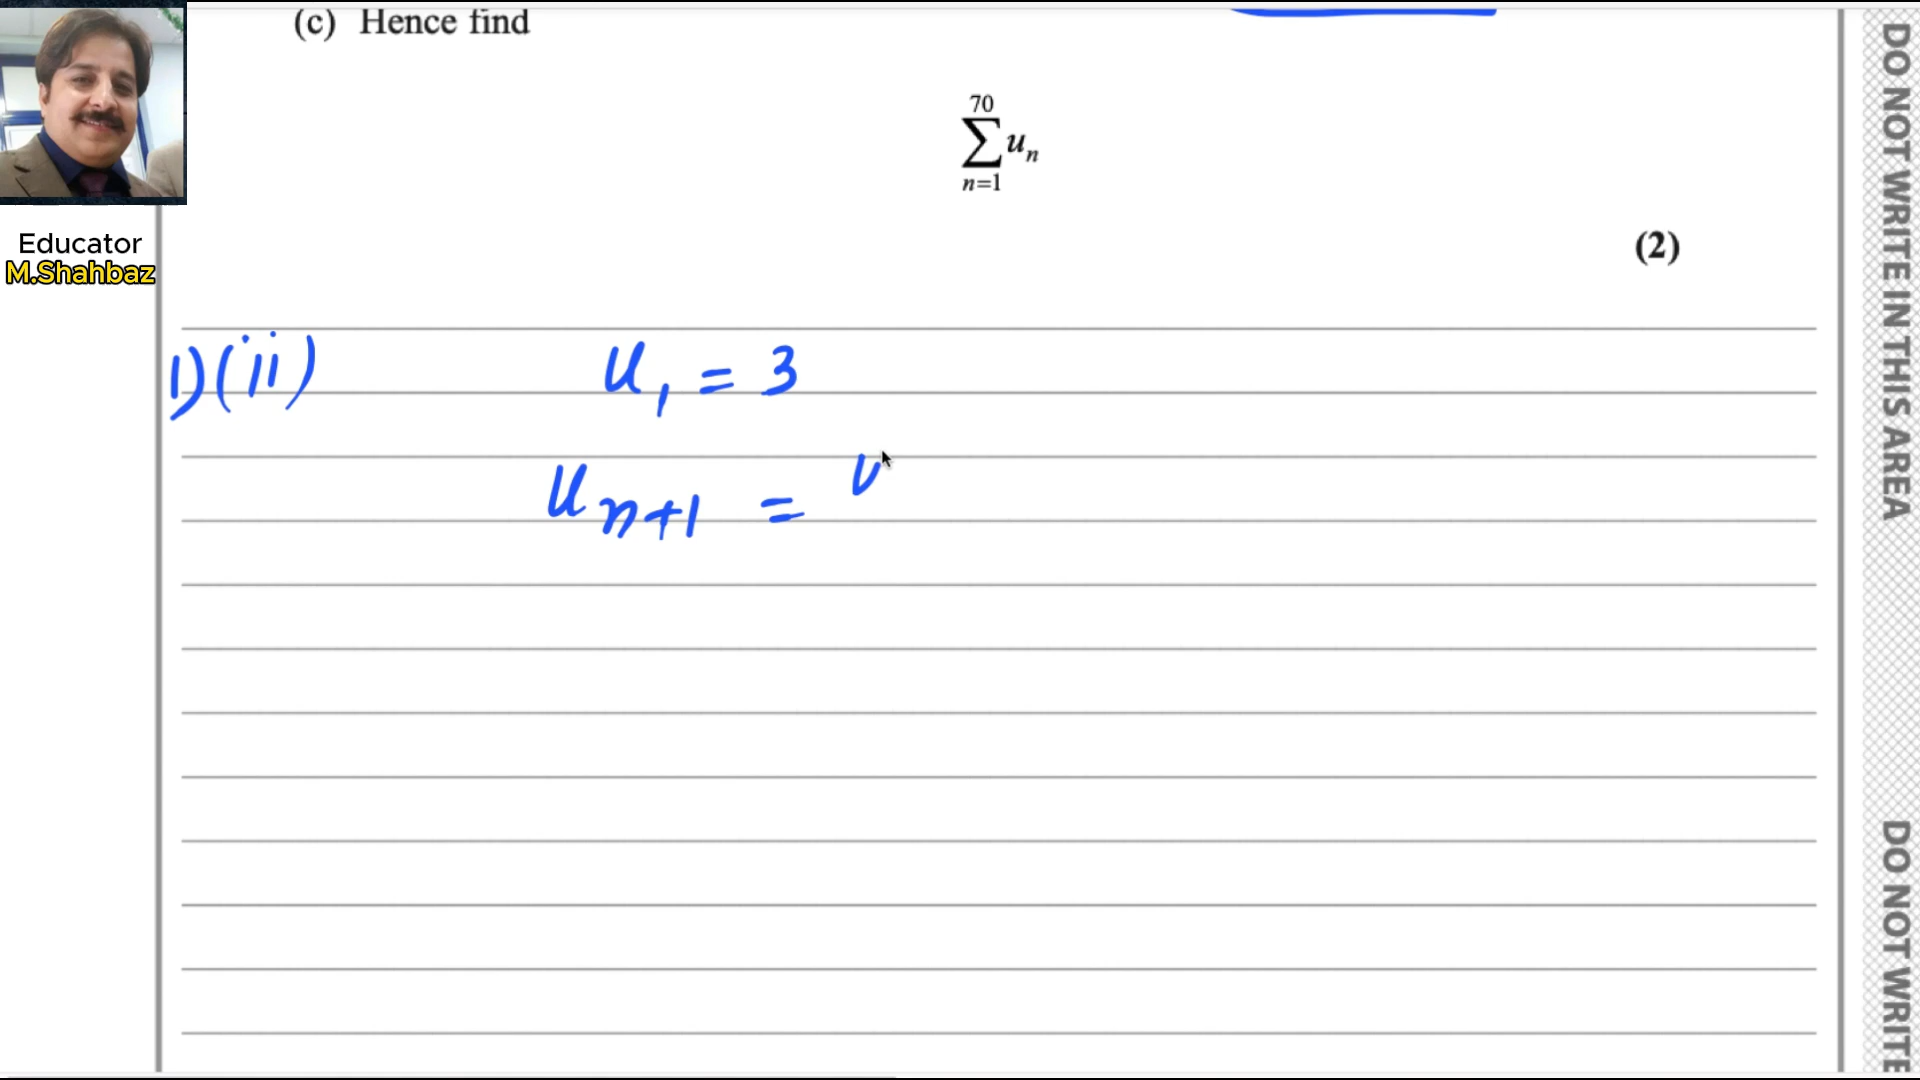 (c) Hence find
70
∑ uₙ
n=1
(2)
Educator
M.Shahbaz
1)(ii) u₁ = 3
uₙ₊₁ = u
DO NOT WRITE IN THIS AREA
DO NOT WRITE